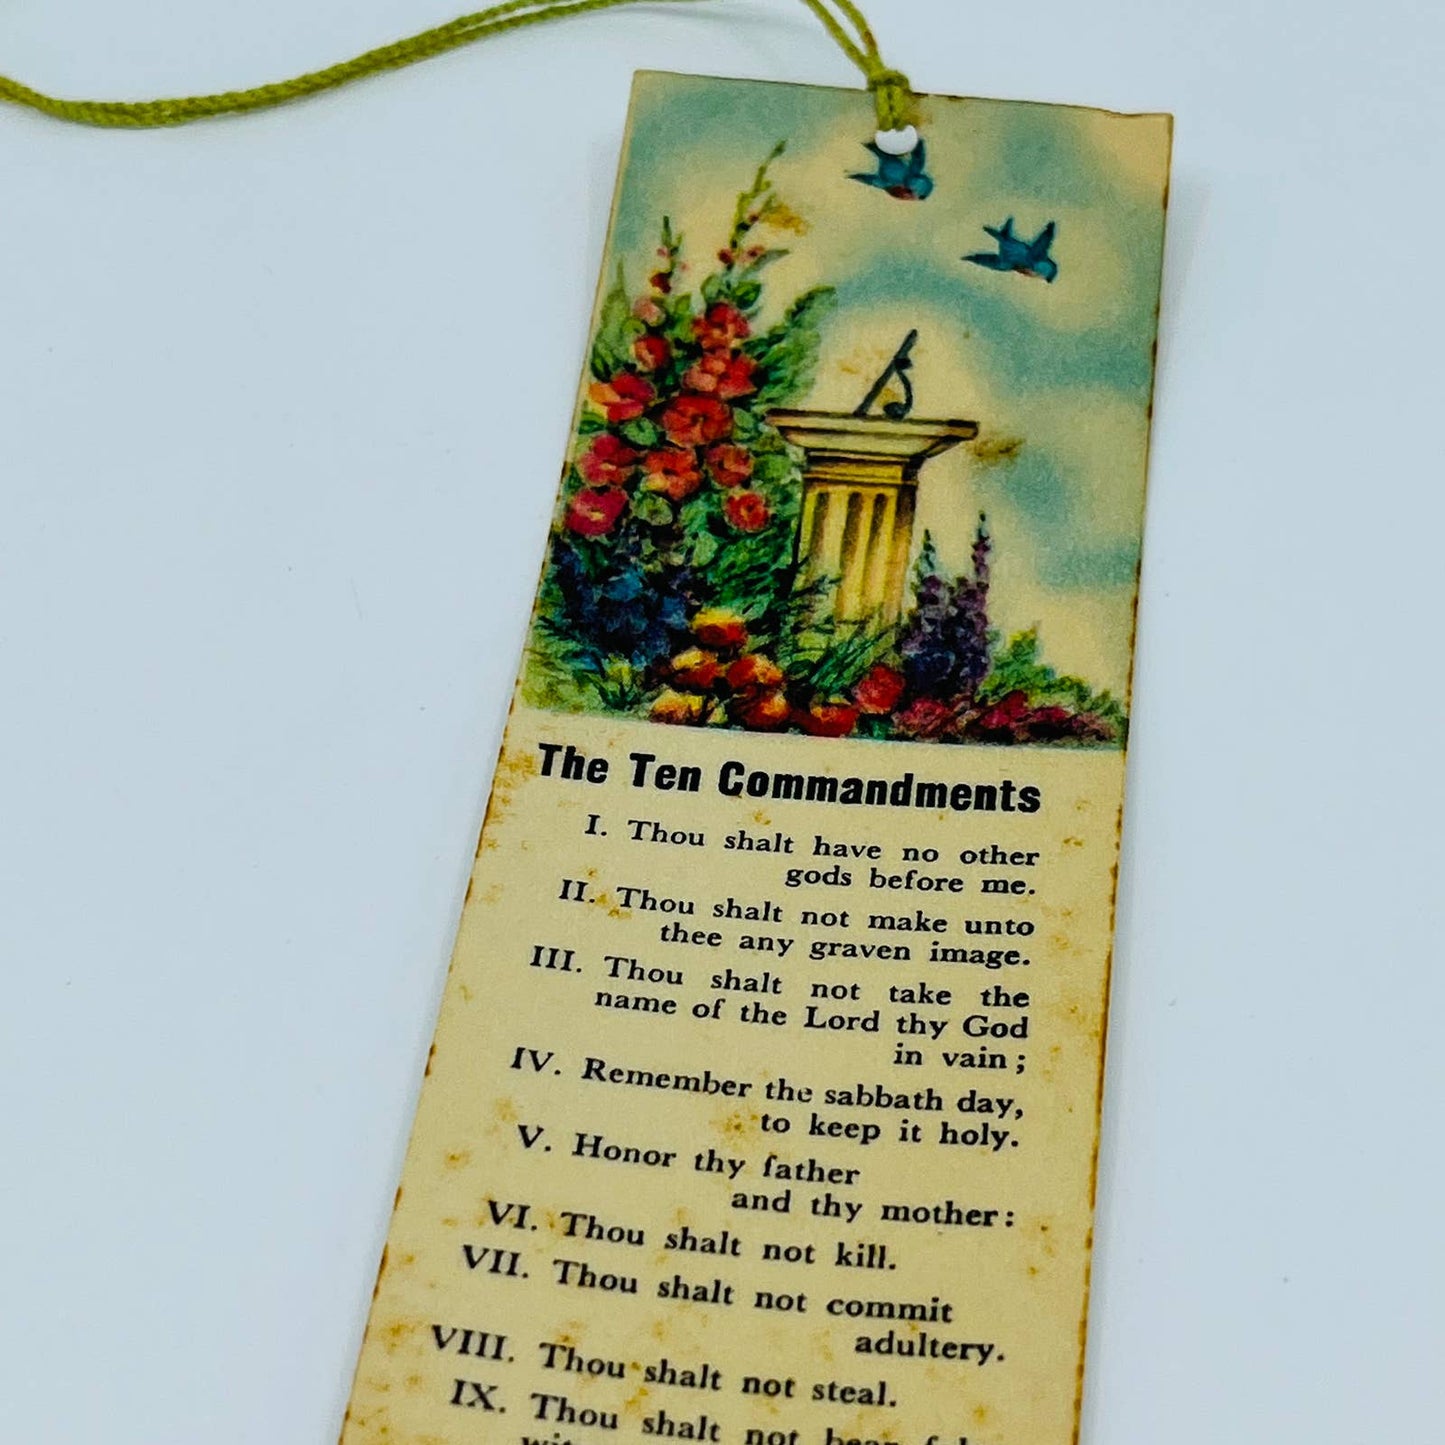 The Ten Commandments
I. Thou shalt have no other
gods before me.
II. Thou shalt not make unto
thee any graven image.
III. Thou shalt not take the
name of the Lord thy God
in vain;
IV. Remember the sabbath day,
to keep it holy.
V. Honor thy father
and thy mother:
VI. Thou shalt not kill.
VII. Thou shalt not commit
adultery.
VIII. Thou shalt not steal.
IX. Thou shalt not bear